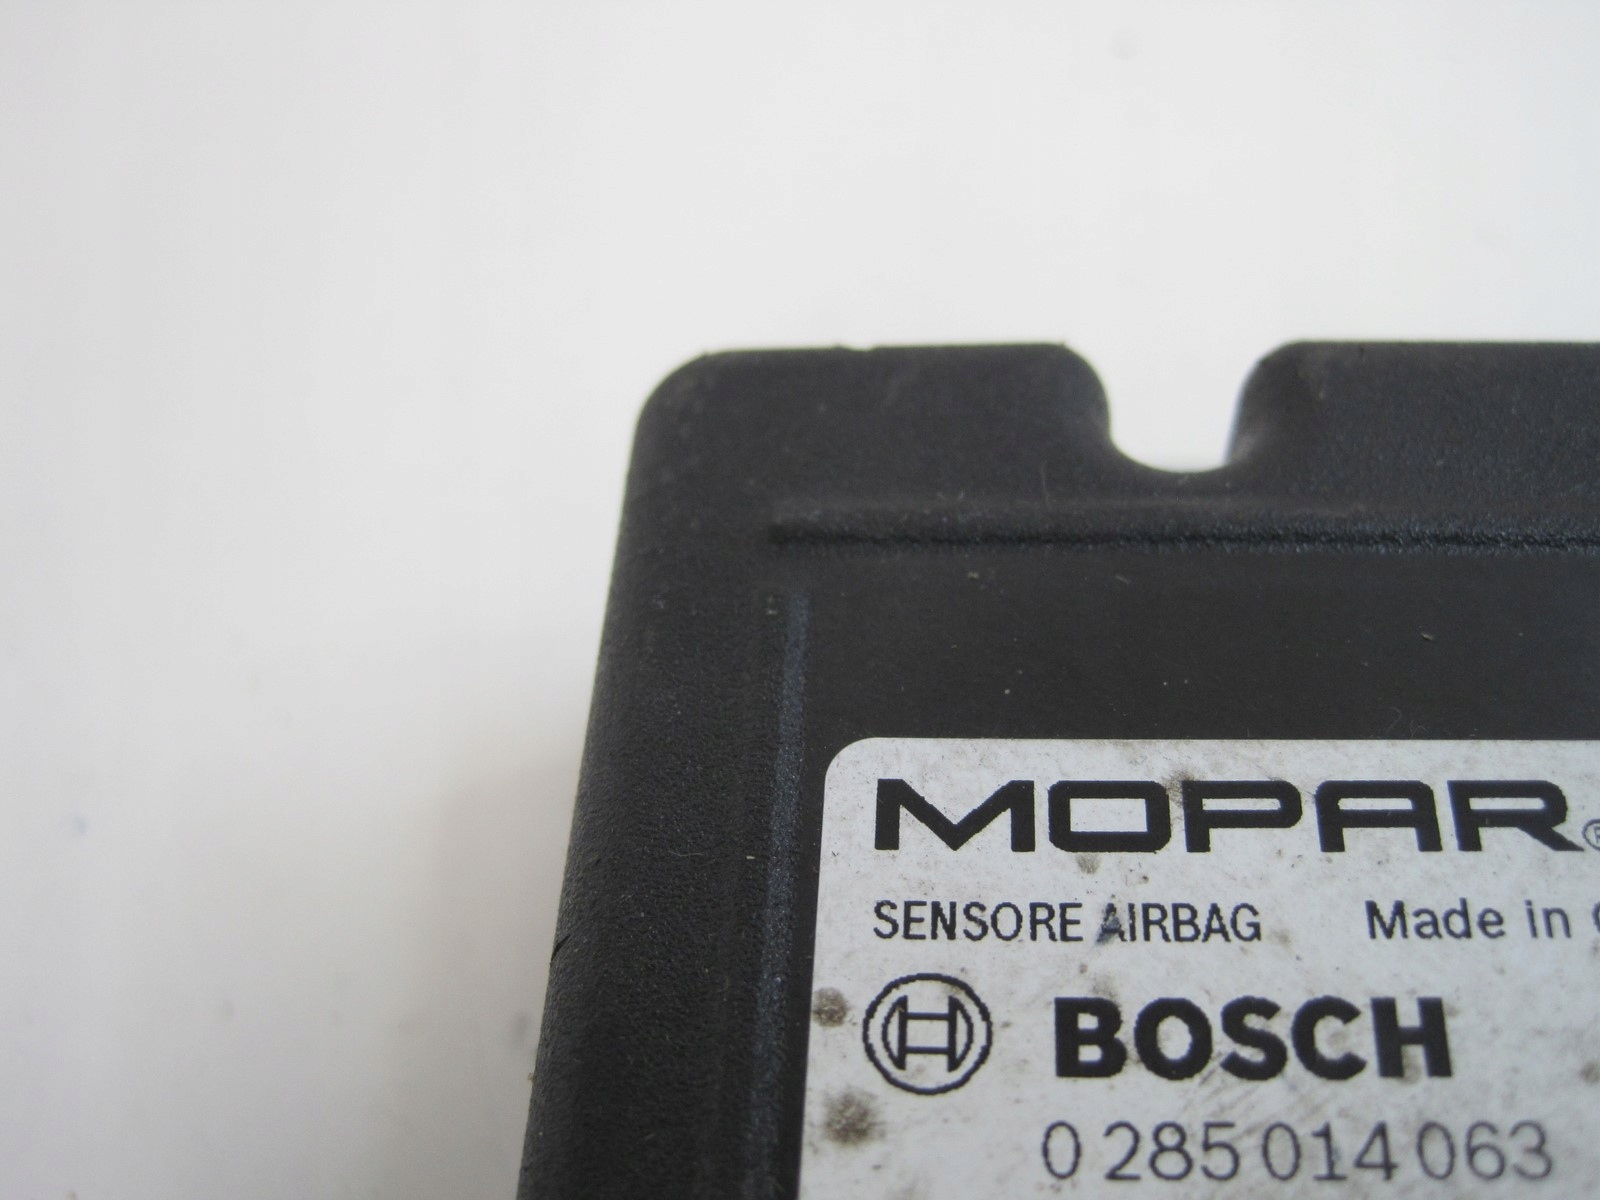 MOPAR®
SENSORE AIRBAG Made in
BOSCH
0 285 014 063